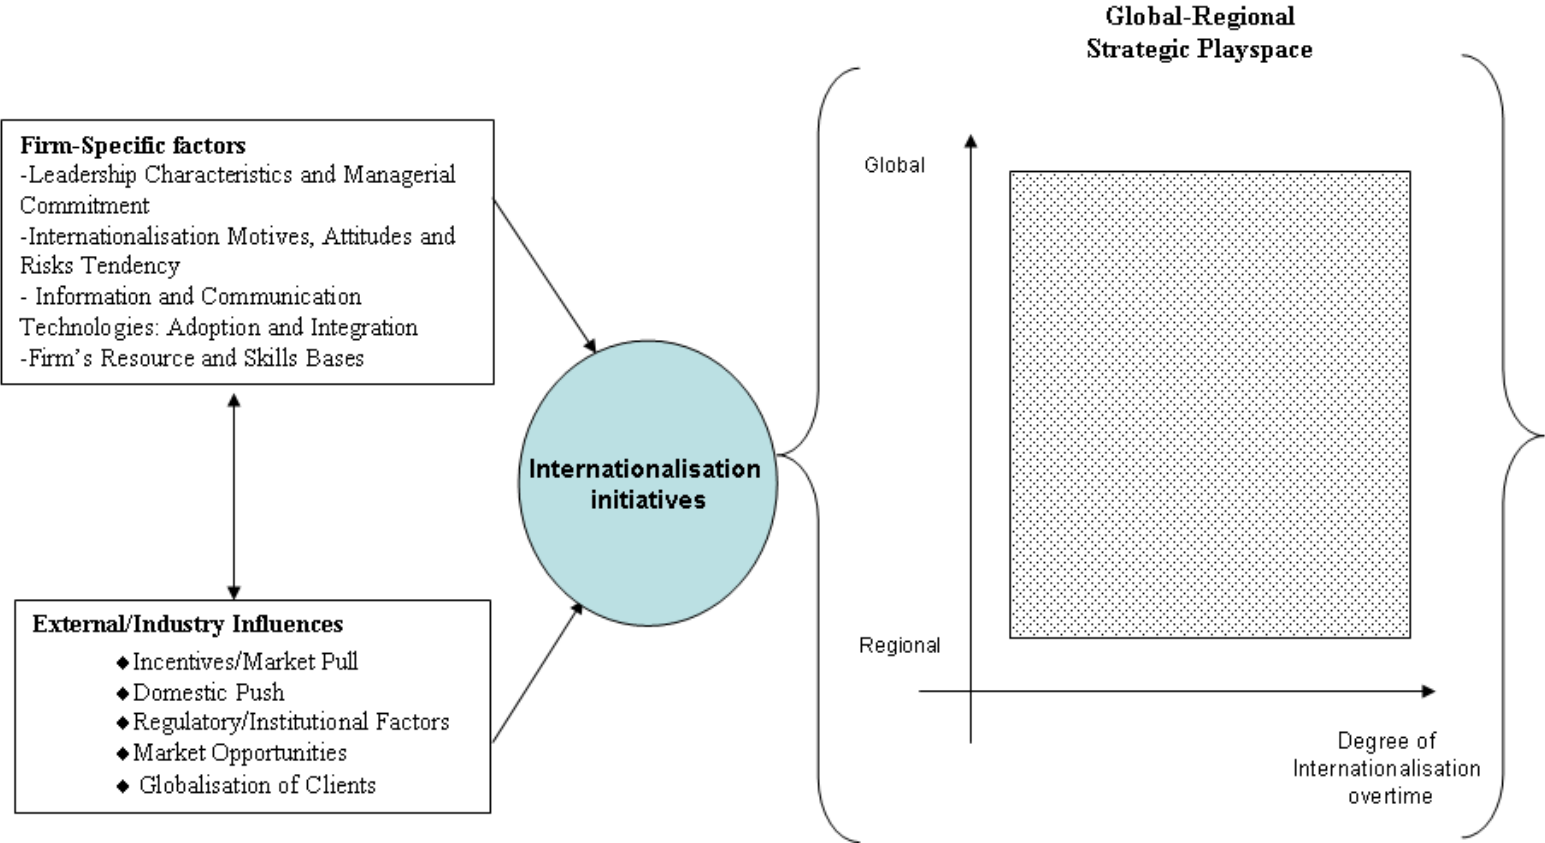 Global-Regional
Strategic Playspace
Firm-Specific factors
-Leadership Characteristics and Managerial
Commitment
-Internationalisation Motives, Attitudes and
Risks Tendency
- Information and Communication
Technologies: Adoption and Integration
-Firm's Resource and Skills Bases
Internationalisation
initiatives
External/Industry Influences
◆Incentives/Market Pull
◆Domestic Push
◆Regulatory/Institutional Factors
◆Market Opportunities
◆ Globalisation of Clients
Global
Regional
Degree of
Internationalisation
overtime